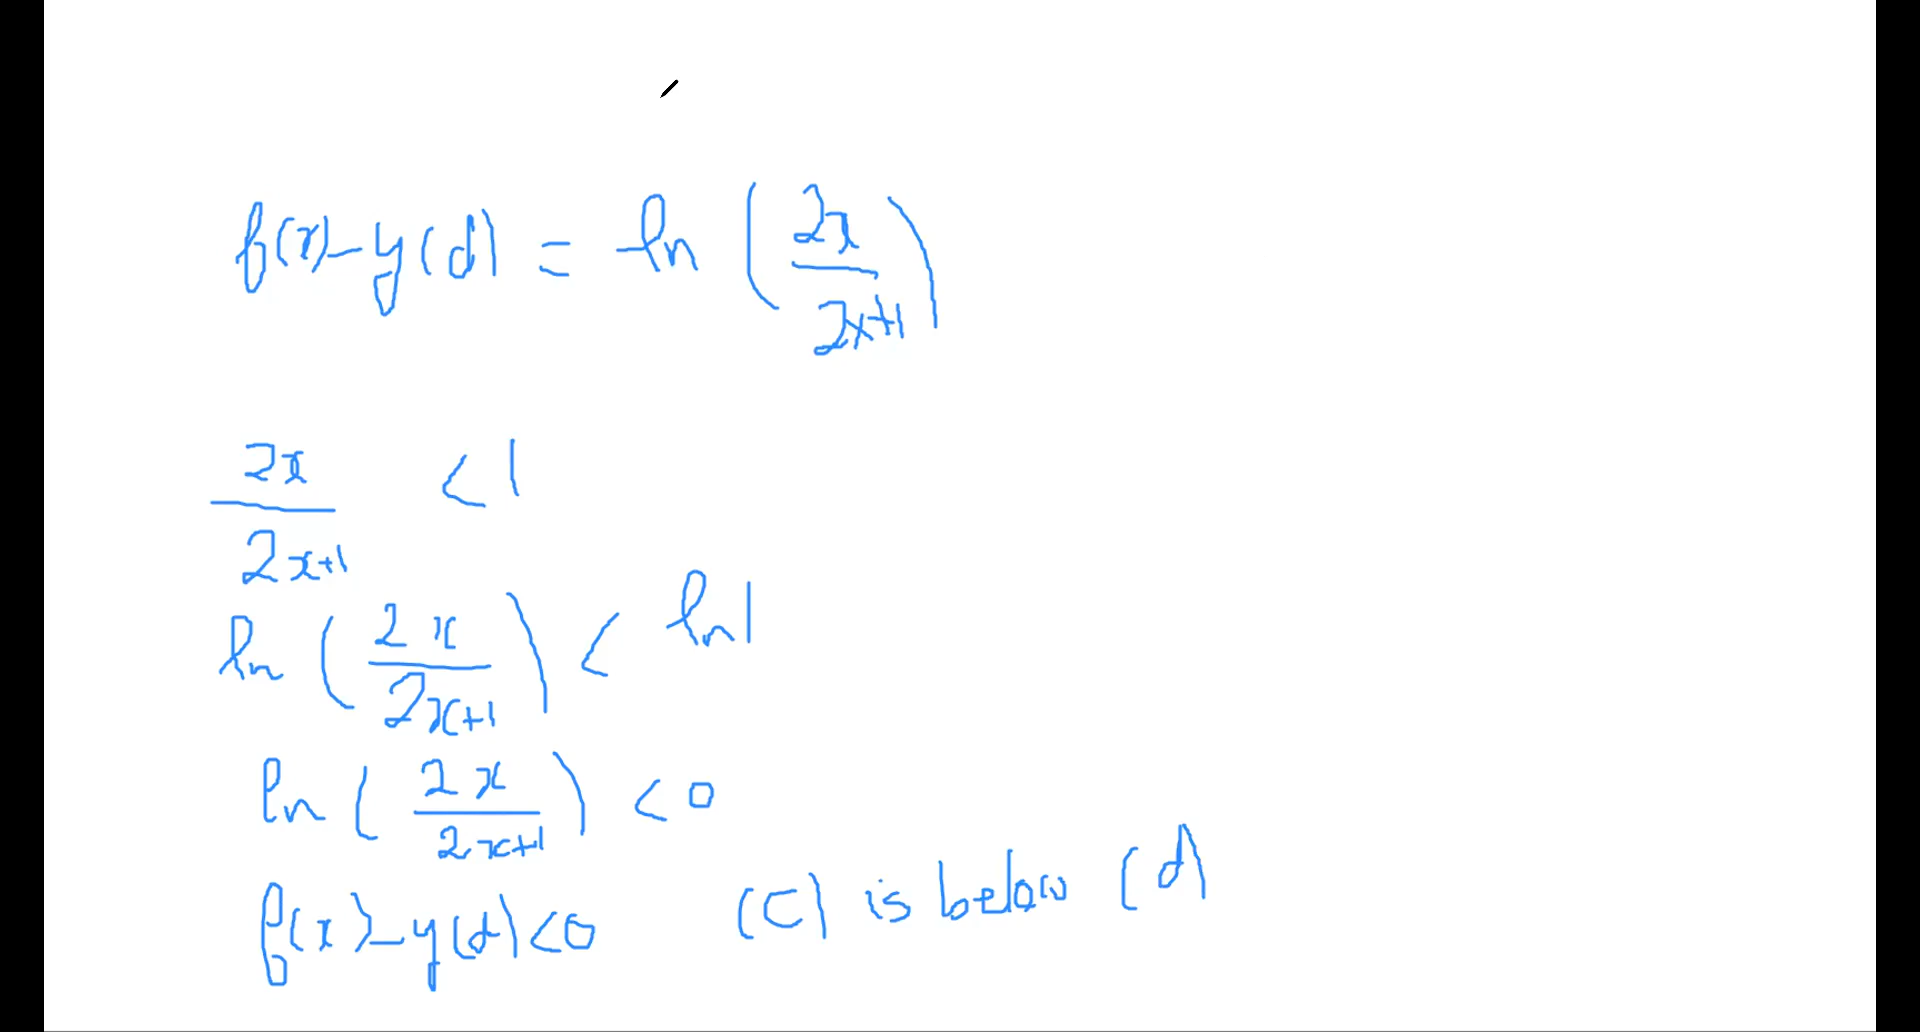 f(x) - y(d) = ln (2x/2x+1)
2x/2x+1 < 1
ln (2x/2x+1) < ln1
ln (2x/2x+1) < 0
f(x) - y(d) < 0 (C) is below (d)